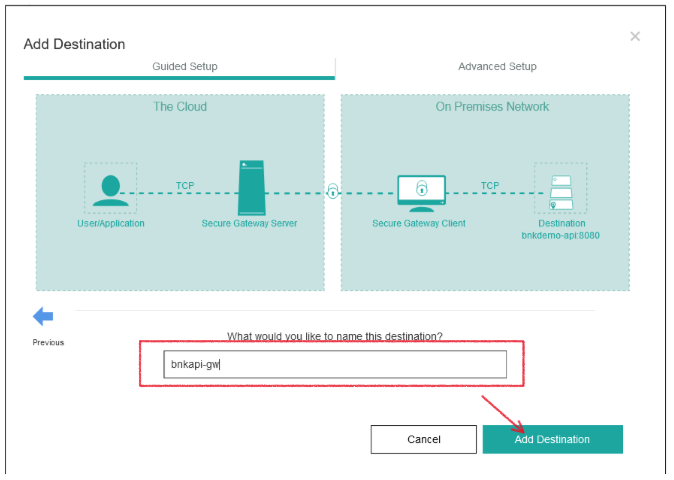 Add Destination
Guided Setup
Advanced Setup
The Cloud
On Premises Network
TCP
TCP
User/Application
Secure Gateway Server
Secure Gateway Client
Destination
bnkdemo-api:8080
Previous
What would you like to name this destination?
bnkapi-gw
Cancel
Add Destination